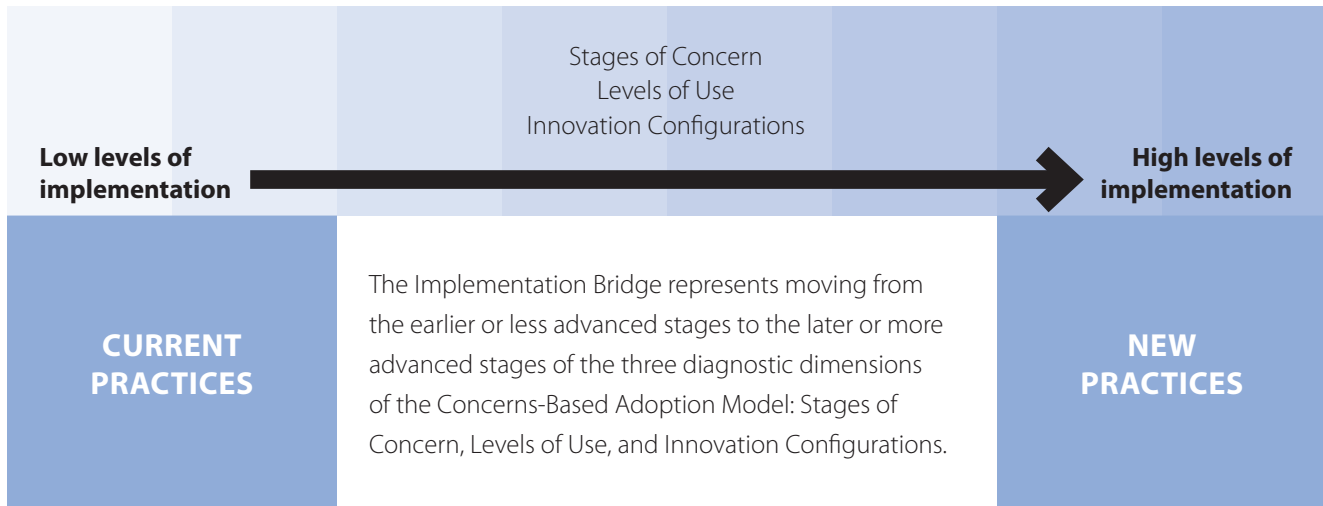 Stages of Concern
Levels of Use
Innovation Configurations
Low levels of
implementation
High levels of
implementation
CURRENT
PRACTICES
The Implementation Bridge represents moving from
the earlier or less advanced stages to the later or more
advanced stages of the three diagnostic dimensions
of the Concerns-Based Adoption Model: Stages of
Concern, Levels of Use, and Innovation Configurations.
NEW
PRACTICES